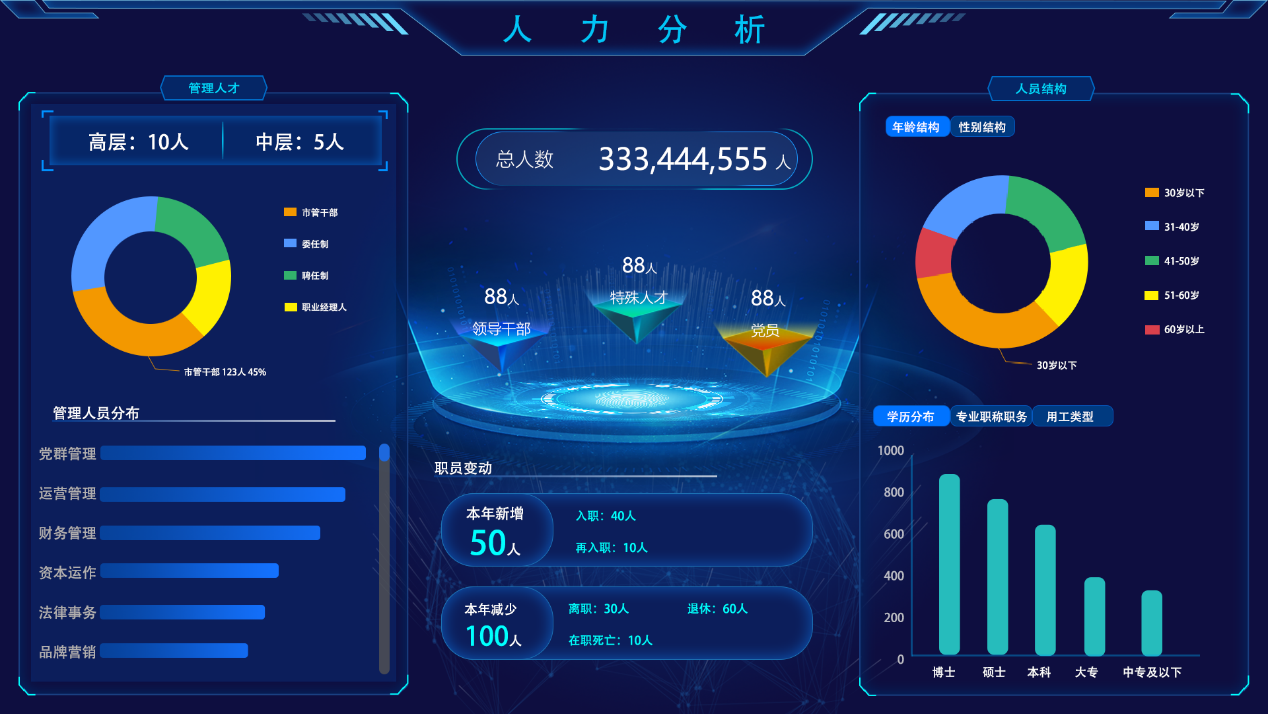 人 力 分 析
管理人才
高层：10人
中层：5人
市管干部
委任制
聘任制
职业经理人
市管干部 123人 45%
管理人员分布
党群管理
运营管理
财务管理
资本运作
法律事务
品牌营销
总人数 333,444,555 人
88人
领导干部
88人
特殊人才
88人
党员
职员变动
本年新增
50人
入职：40人
再入职：10人
本年减少
100人
离职：30人
退休：60人
在职死亡：10人
人员结构
年龄结构
性别结构
30岁以下
31-40岁
41-50岁
51-60岁
60岁以上
30岁以下
学历分布
专业职称职务
用工类型
1000
800
600
400
200
0
博士
硕士
本科
大专
中专及以下